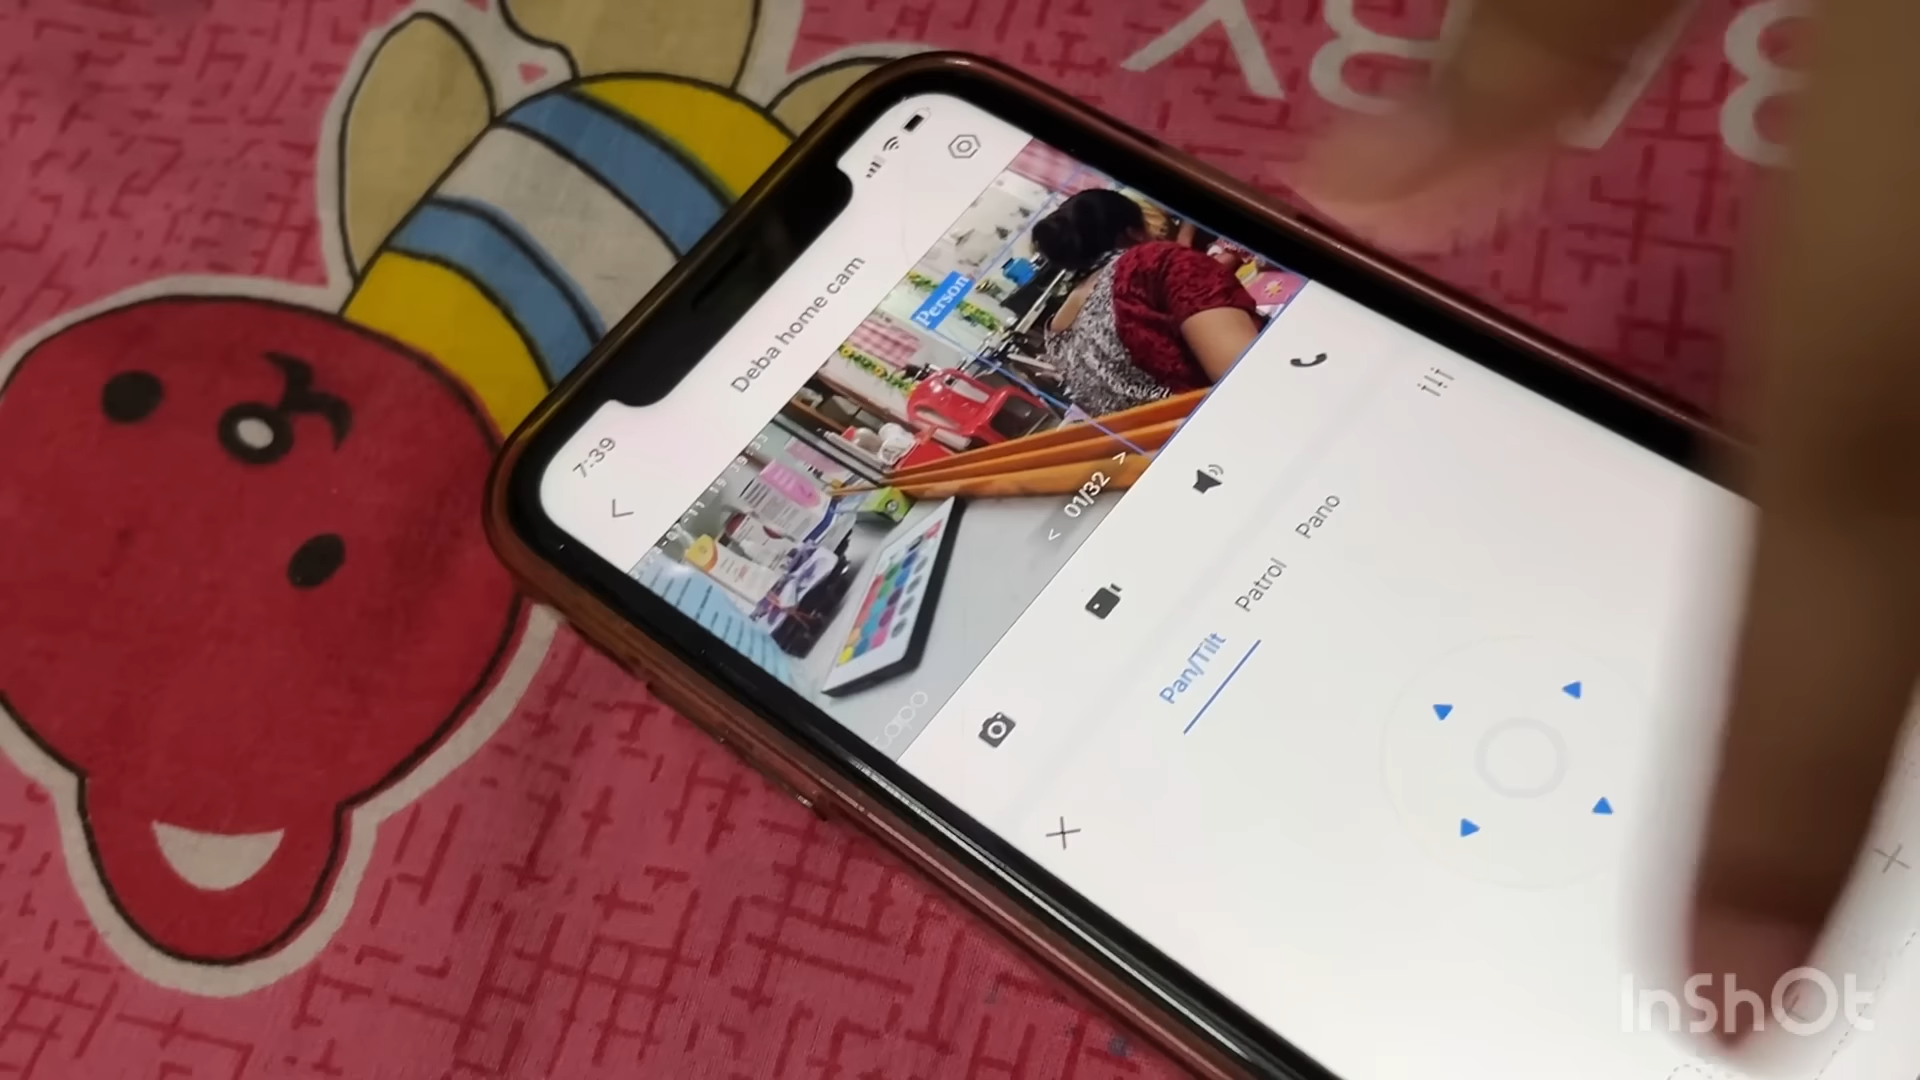 7:39
Deba home cam
Person
01/32
Pan/Tilt
Patrol
Pano
InShOt